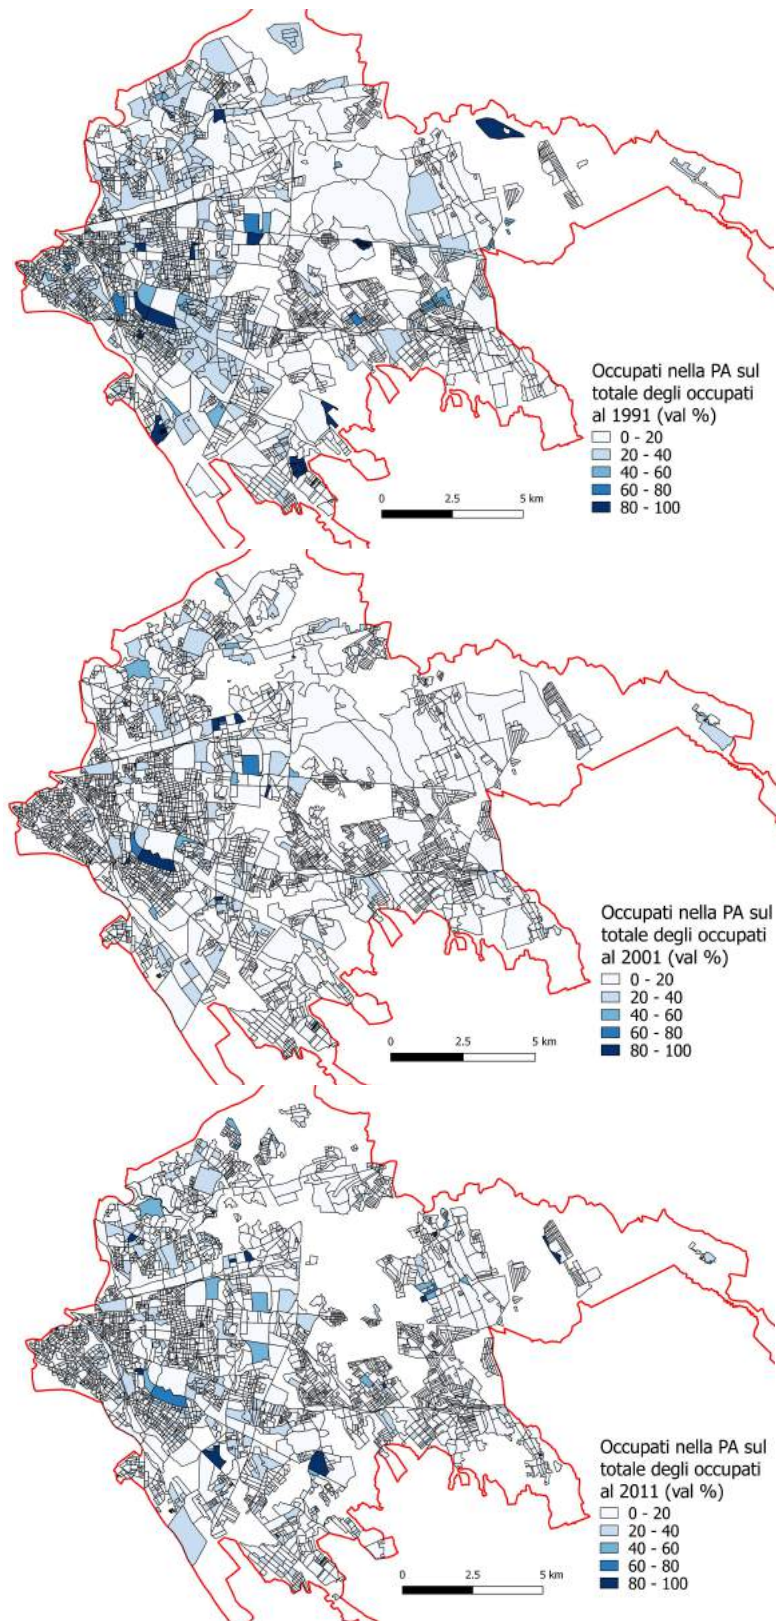 Occupati nella PA sul
totale degli occupati
al 1991 (val %)
0 - 20
20 - 40
40 - 60
60 - 80
80 - 100
0 2.5 5 km
Occupati nella PA sul
totale degli occupati
al 2001 (val %)
0 - 20
20 - 40
40 - 60
60 - 80
80 - 100
0 2.5 5 km
Occupati nella PA sul
totale degli occupati
al 2011 (val %)
0 - 20
20 - 40
40 - 60
60 - 80
80 - 100
0 2.5 5 km